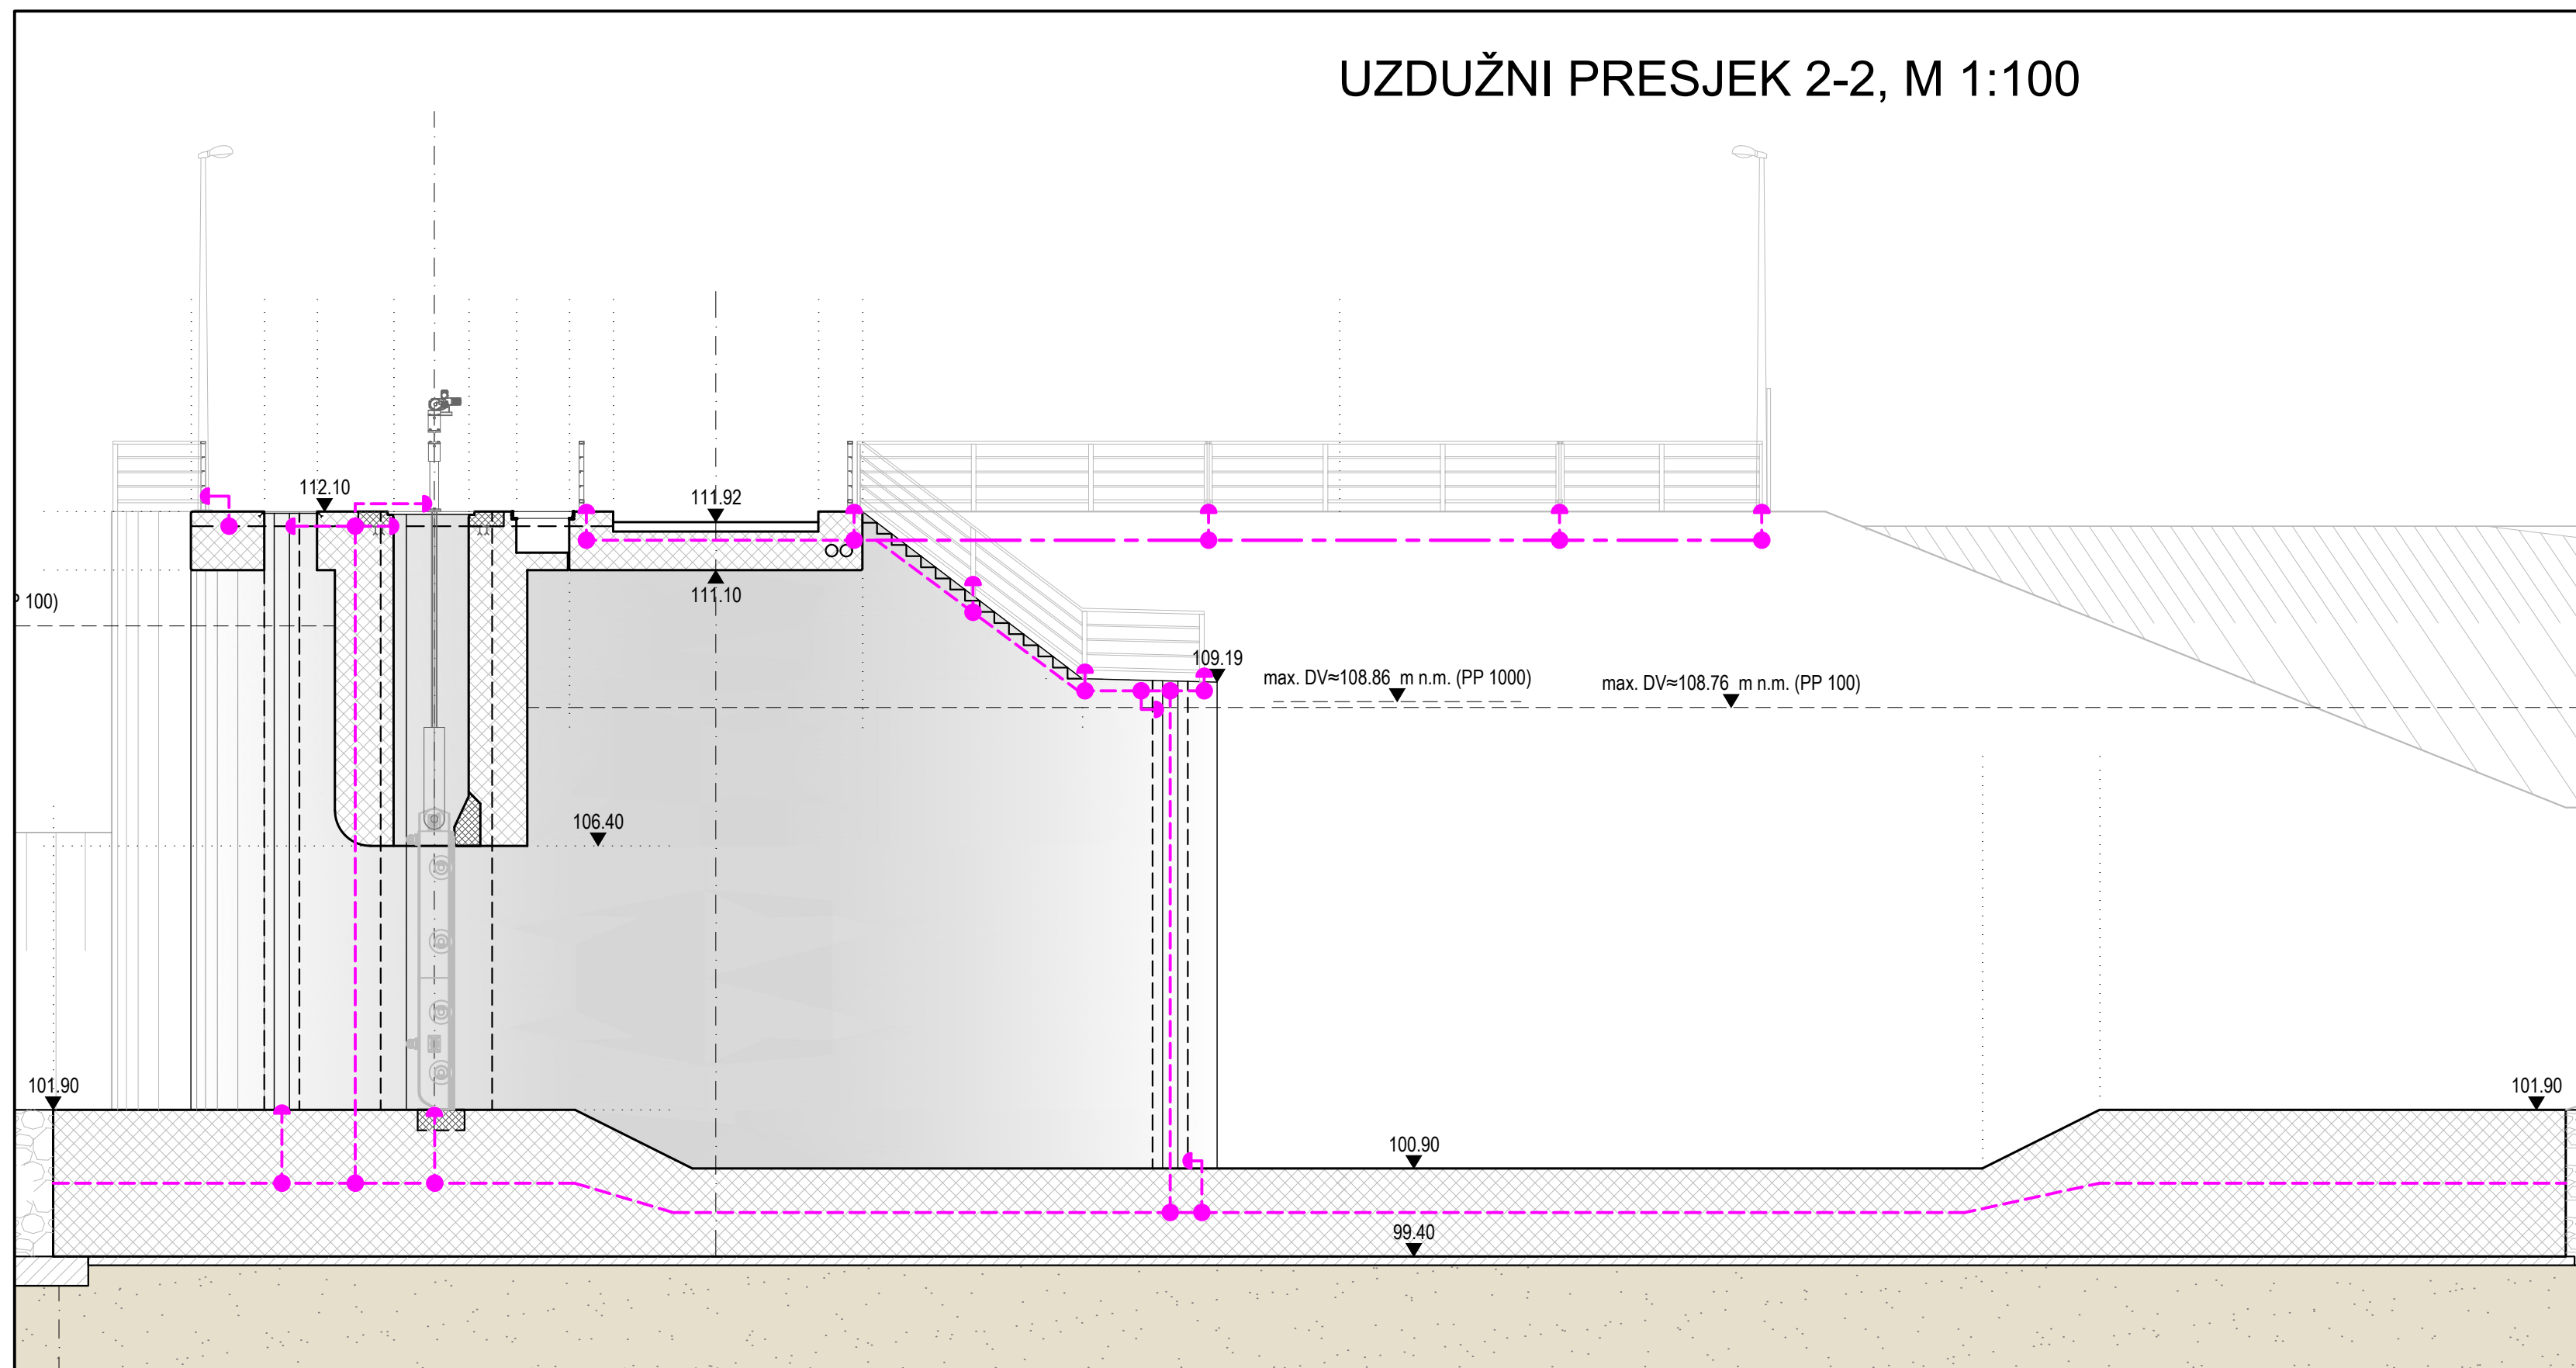 UZDUŽNI PRESJEK 2-2, M 1:100
112.10
111.92
111.10
P 100)
109.19
max. DV≈108.86 m n.m. (PP 1000)
max. DV≈108.76 m n.m. (PP 100)
106.40
101.90
101.90
100.90
99.40